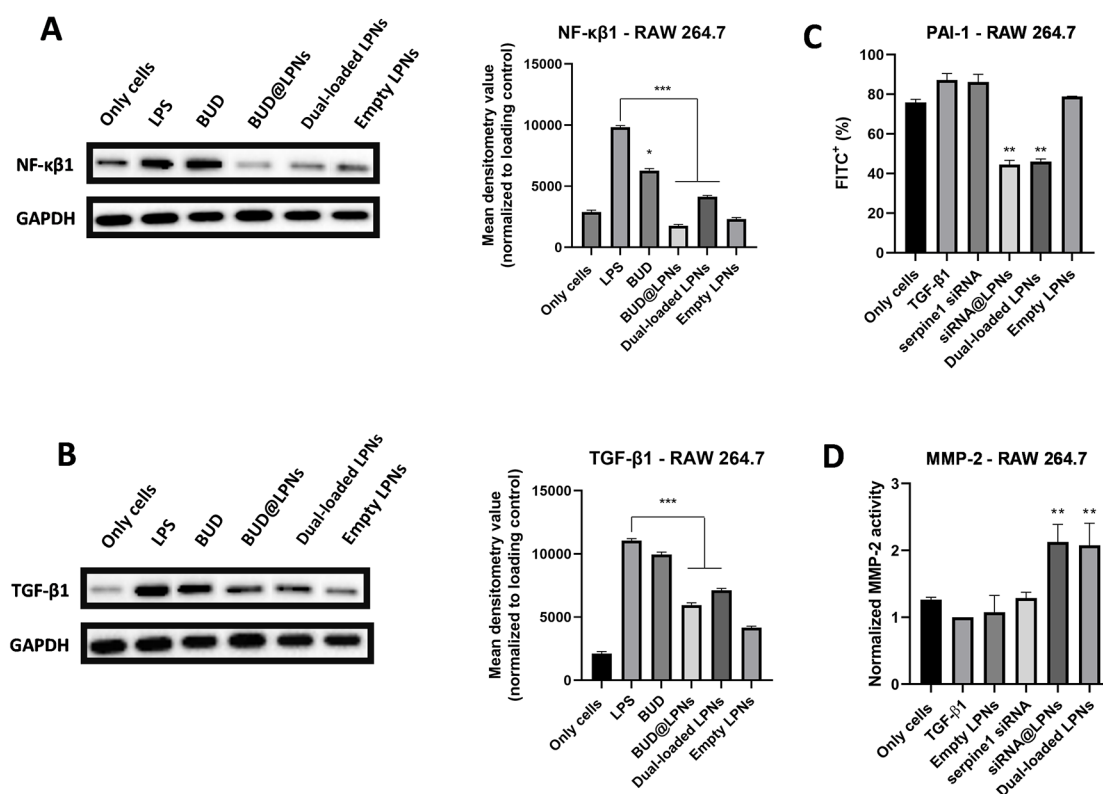 A
Only cells
LPS
BUD
BUD@LPNs
Dual-loaded LPNs
Empty LPNs
NF-κβ1
GAPDH
NF-κβ1 - RAW 264.7
Mean densitometry value
(normalized to loading control)
15000
10000
5000
0
***
*
Only cells
LPS
BUD
BUD@LPNs
Dual-loaded LPNs
Empty LPNs
C
PAI-1 - RAW 264.7
FITC⁺ (%)
100
80
60
40
20
0
**
**
Only cells
TGF-β1
serpine1 siRNA
siRNA@LPNs
Dual-loaded LPNs
Empty LPNs
B
Only cells
LPS
BUD
BUD@LPNs
Dual-loaded LPNs
Empty LPNs
TGF-β1
GAPDH
TGF-β1 - RAW 264.7
Mean densitometry value
(normalized to loading control)
15000
10000
5000
0
***
Only cells
LPS
BUD
BUD@LPNs
Dual-loaded LPNs
Empty LPNs
D
MMP-2 - RAW 264.7
Normalized MMP-2 activity
3
2
1
0
**
**
Only cells
TGF-β1
Empty LPNs
serpine1 siRNA
siRNA@LPNs
Dual-loaded LPNs